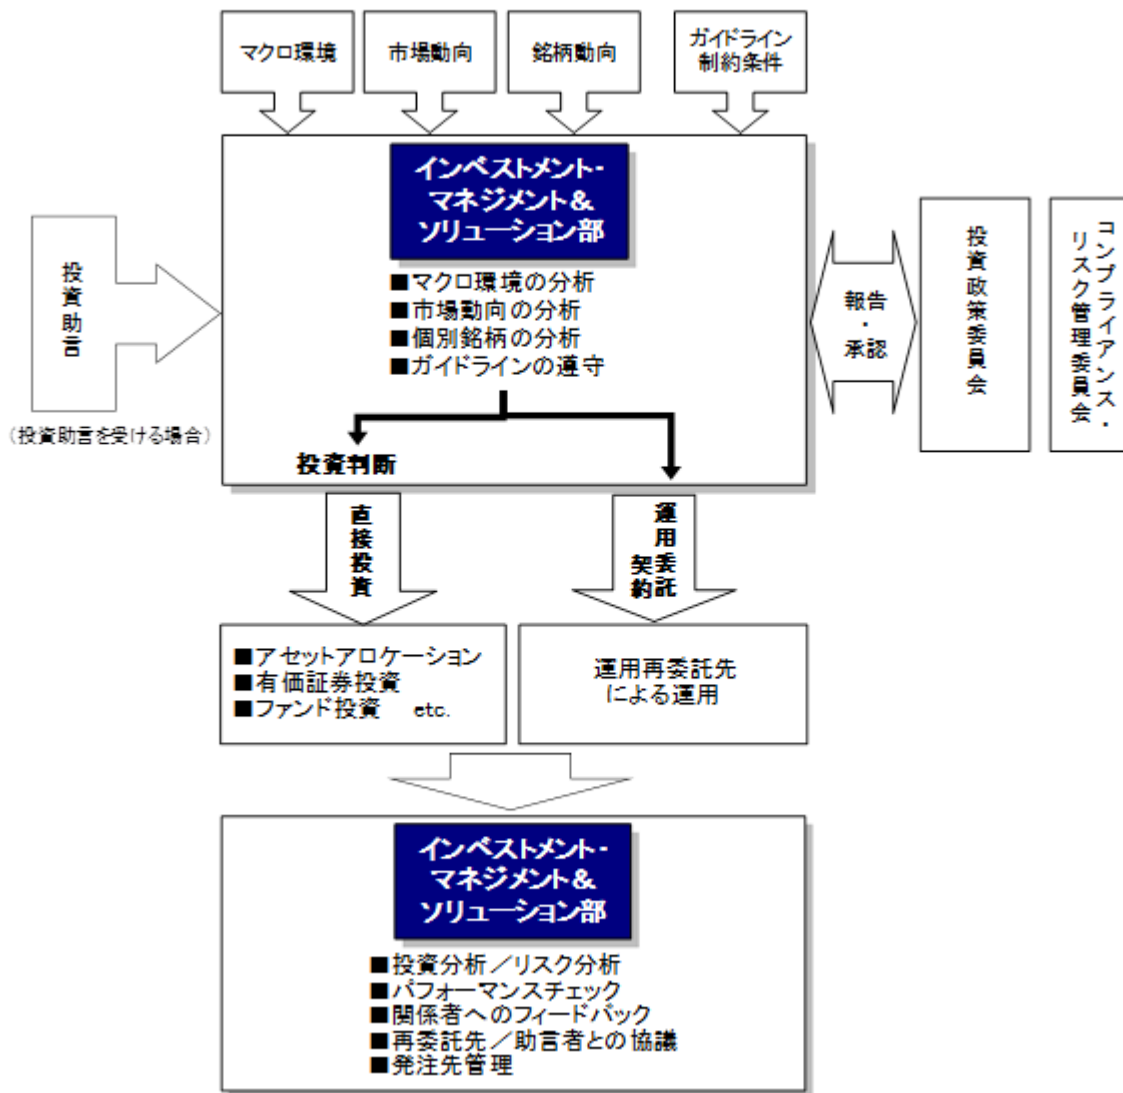 マクロ環境
市場動向
銘柄動向
ガイドライン
制約条件
インベストメント・
マネジメント＆
ソリューション部
■マクロ環境の分析
■市場動向の分析
■個別銘柄の分析
■ガイドラインの遵守
投資助言
（投資助言を受ける場合）
報告
・
承認
投資政策委員会
コンプライアンス・
リスク管理委員会
投資判断
直接投資
運用委託
契約
■アセットアロケーション
■有価証券投資
■ファンド投資　etc.
運用再委託先
による運用
インベストメント・
マネジメント＆
ソリューション部
■投資分析／リスク分析
■パフォーマンスチェック
■関係者へのフィードバック
■再委託先／助言者との協議
■発注先管理